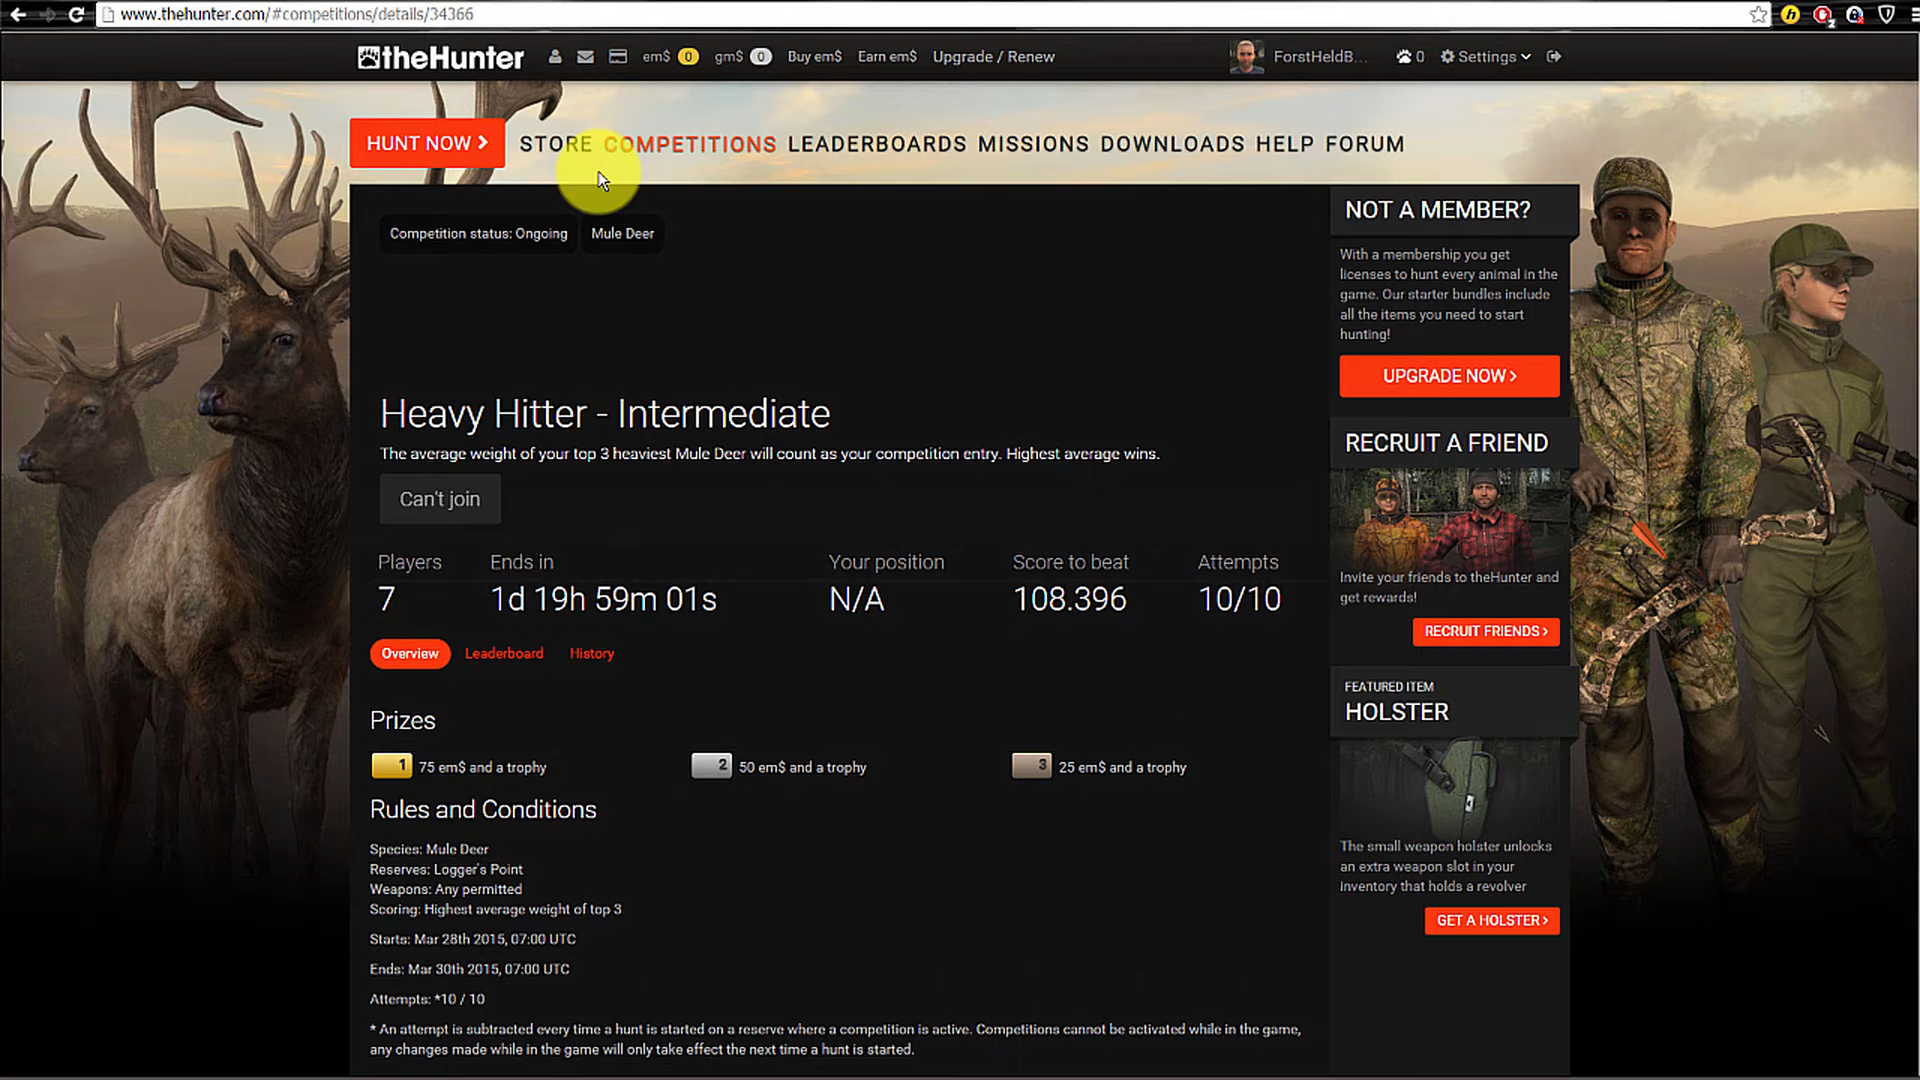 www.thehunter.com/#competitions/details/34366
theHunter em$ 0 gm$ 0 Buy em$ Earn em$ Upgrade / Renew ForstHeldB... 0 Settings
HUNT NOW STORE COMPETITIONS LEADERBOARDS MISSIONS DOWNLOADS HELP FORUM
Competition status: Ongoing Mule Deer
Heavy Hitter - Intermediate
The average weight of your top 3 heaviest Mule Deer will count as your competition entry. Highest average wins.
Can't join
Players Ends in Your position Score to beat Attempts
7 1d 19h 59m 01s N/A 108.396 10/10
Overview Leaderboard History
Prizes
1 75 em$ and a trophy 2 50 em$ and a trophy 3 25 em$ and a trophy
Rules and Conditions
Species: Mule Deer
Reserves: Logger's Point
Weapons: Any permitted
Scoring: Highest average weight of top 3
Starts: Mar 28th 2015, 07:00 UTC
Ends: Mar 30th 2015, 07:00 UTC
Attempts: *10 / 10
* An attempt is subtracted every time a hunt is started on a reserve where a competition is active. Competitions cannot be activated while in the game,
any changes made while in the game will only take effect the next time a hunt is started.
NOT A MEMBER?
With a membership you get
licenses to hunt every animal in the
game. Our starter bundles include
all the items you need to start
hunting!
UPGRADE NOW
RECRUIT A FRIEND
Invite your friends to theHunter and
get rewards!
RECRUIT FRIENDS
FEATURED ITEM
HOLSTER
The small weapon holster unlocks
an extra weapon slot in your
inventory that holds a revolver
GET A HOLSTER